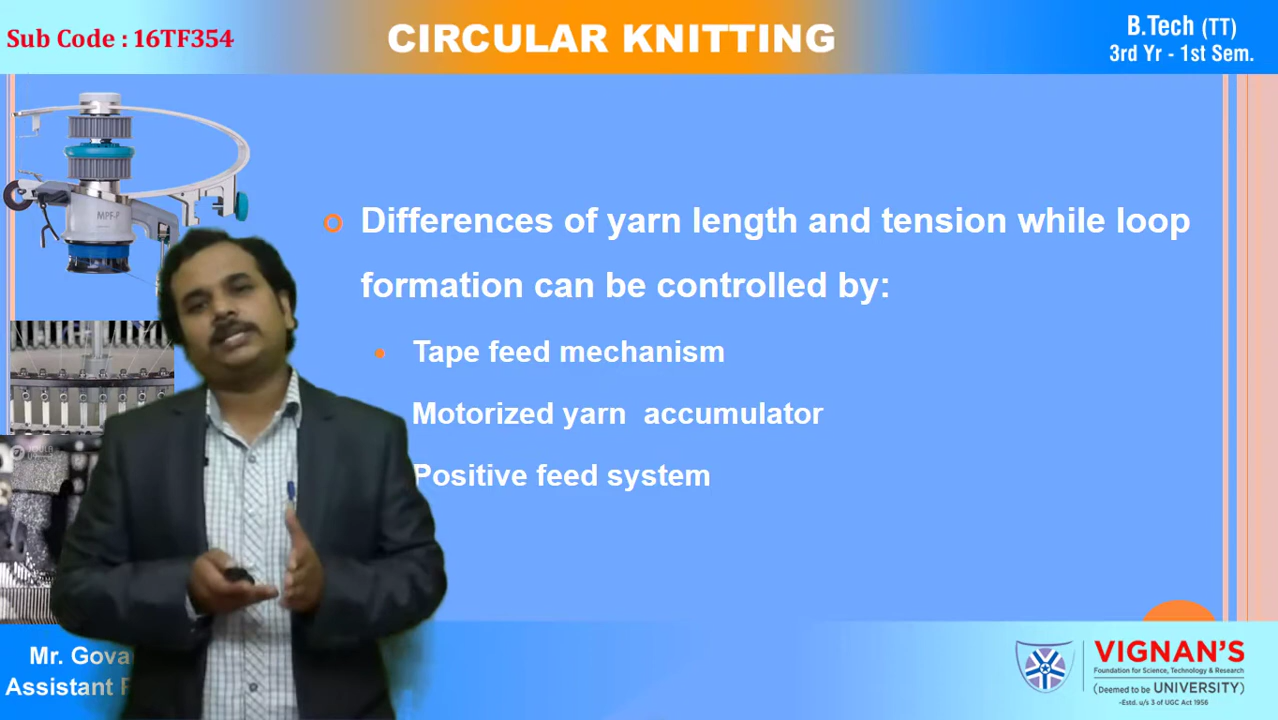 Sub Code : 16TF354
CIRCULAR KNITTING
B.Tech (TT)
3rd Yr - 1st Sem.
MPF-P
Differences of yarn length and tension while loop
formation can be controlled by:
Tape feed mechanism
Motorized yarn accumulator
Positive feed system
Mr.
Assistant
VIGNAN'S
Foundation for Science, Technology & Research
(Deemed to be UNIVERSITY)
-Estd. u/s 3 of UGC Act 1956